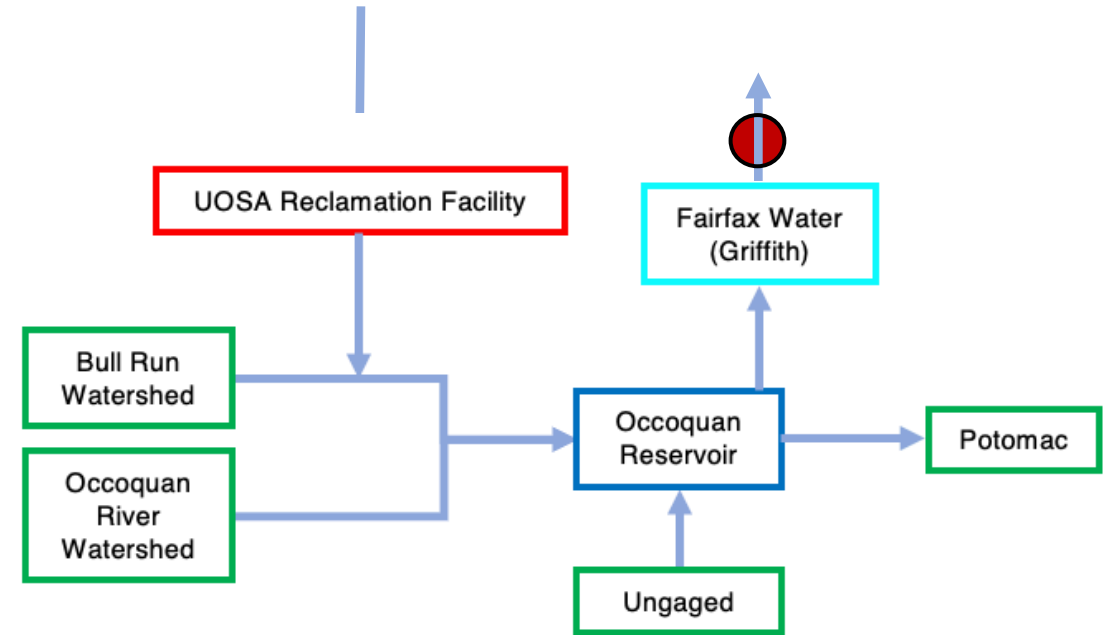 UOSA Reclamation Facility
Fairfax Water
(Griffith)
Bull Run
Watershed
Occoquan
Reservoir
Potomac
Occoquan
River
Watershed
Ungaged